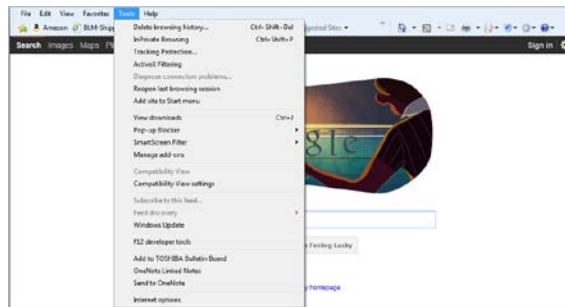 File Edit View Favorites Tools Help
Amazon BLM-Shipp
Search Images Maps
Sign in
Delete browsing history... Ctrl+Shift+Del
InPrivate Browsing Ctrl+Shift+P
Tracking Protection...
ActiveX Filtering
Diagnose connection problems...
Reopen last browsing session
Add site to Start menu
View downloads Ctrl+J
Pop-up Blocker
SmartScreen Filter
Manage add-ons
Compatibility View
Compatibility View settings
Subscribe to this feed...
Feed discovery
Windows Update
F12 developer tools
Add to TOSHIBA Bulletin Board
OneNote Linked Notes
Send to OneNote
Internet options
gle
Feeling Lucky
homepage